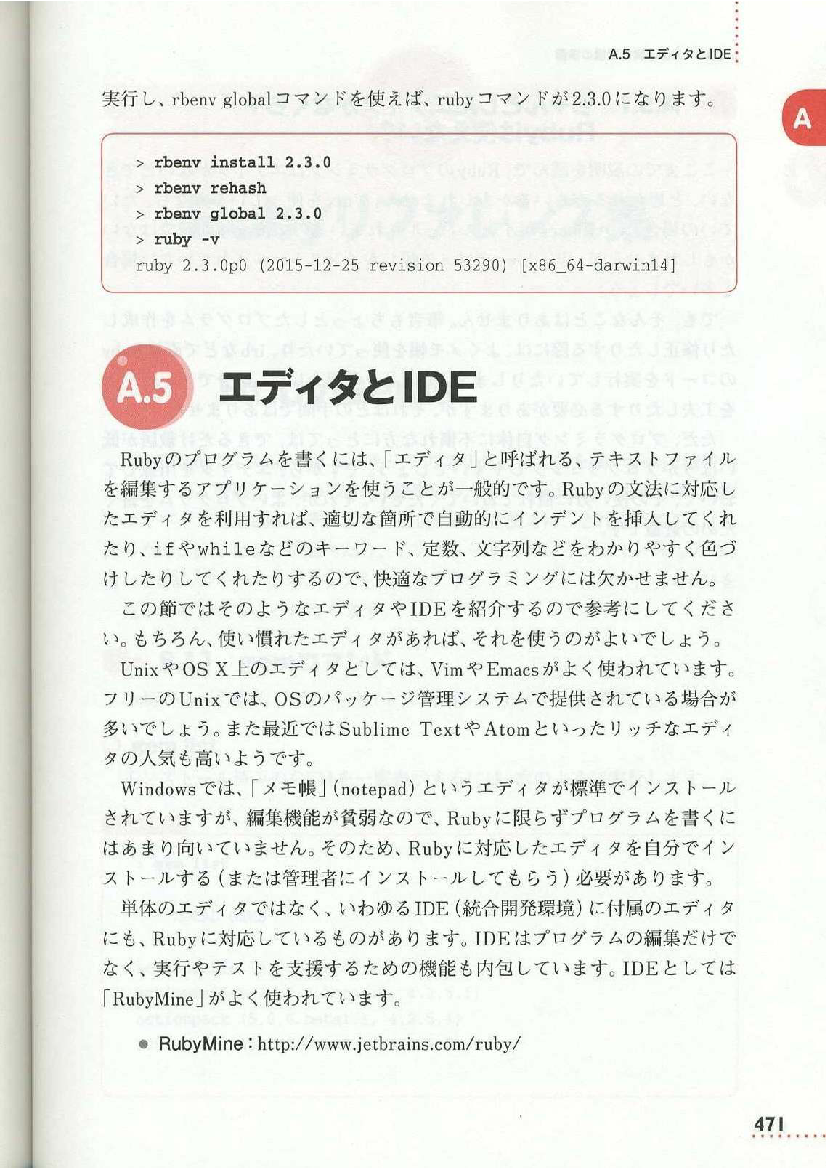 A.5 エディタとIDE
実行し、rbenv globalコマンドを使えば、rubyコマンドが2.3.0になります。
A
> rbenv install 2.3.0
> rbenv rehash
> rbenv global 2.3.0
> ruby -v
ruby 2.3.0p0 (2015-12-25 revision 53290) [x86_64-darwin14]
A.5 エディタとIDE
Rubyのプログラムを書くには、「エディタ」と呼ばれる、テキストファイル
を編集するアプリケーションを使うことが一般的です。Rubyの文法に対応し
たエディタを利用すれば、適切な箇所で自動的にインデントを挿入してくれ
たり、ifやwhileなどのキーワード、定数、文字列などをわかりやすく色づ
けしたりしてくれたりするので、快適なプログラミングには欠かせません。
この節ではそのようなエディタやIDEを紹介するので参考にしてくださ
い。もちろん、使い慣れたエディタがあれば、それを使うのがよいでしょう。
UnixやOS X上のエディタとしては、VimやEmacsがよく使われています。
フリーのUnixでは、OSのパッケージ管理システムで提供されている場合が
多いでしょう。また最近ではSublime TextやAtomといったリッチなエディ
タの人気も高いようです。
Windowsでは、「メモ帳」(notepad)というエディタが標準でインストール
されていますが、編集機能が貧弱なので、Rubyに限らずプログラムを書くに
はあまり向いていません。そのため、Rubyに対応したエディタを自分でイン
ストールする(または管理者にインストールしてもらう)必要があります。
単体のエディタではなく、いわゆるIDE(統合開発環境)に付属のエディタ
にも、Rubyに対応しているものがあります。IDEはプログラムの編集だけで
なく、実行やテストを支援するための機能も内包しています。IDEとしては
「RubyMine」がよく使われています。
● RubyMine：http://www.jetbrains.com/ruby/
471